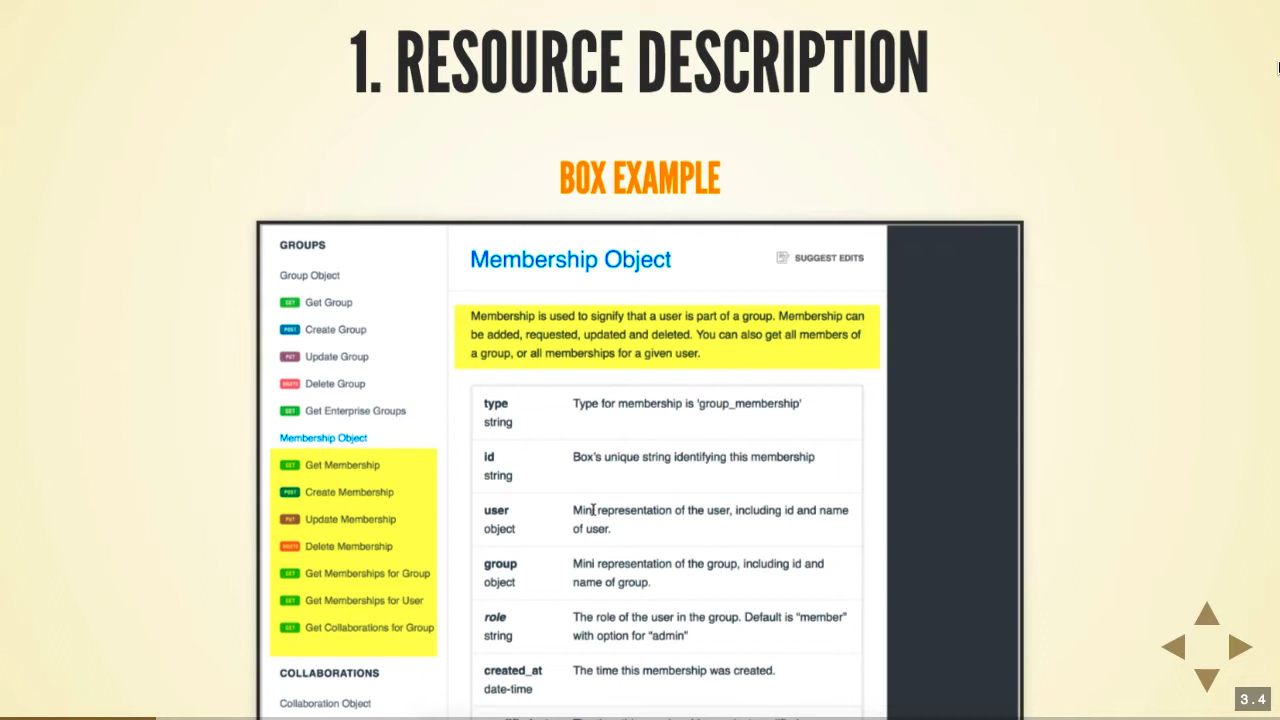 1. RESOURCE DESCRIPTION
BOX EXAMPLE
GROUPS
Group Object
GET Get Group
POST Create Group
PUT Update Group
DELETE Delete Group
GET Get Enterprise Groups
Membership Object
GET Get Membership
POST Create Membership
PUT Update Membership
DELETE Delete Membership
GET Get Memberships for Group
GET Get Memberships for User
GET Get Collaborations for Group
COLLABORATIONS
Collaboration Object
Membership Object
SUGGEST EDITS
Membership is used to signify that a user is part of a group. Membership can
be added, requested, updated and deleted. You can also get all members of
a group, or all memberships for a given user.
type Type for membership is 'group_membership'
string
id Box's unique string identifying this membership
string
user Mini representation of the user, including id and name
object of user.
group Mini representation of the group, including id and
object name of group.
role The role of the user in the group. Default is “member”
string with option for “admin”
created_at The time this membership was created.
date-time
3.4